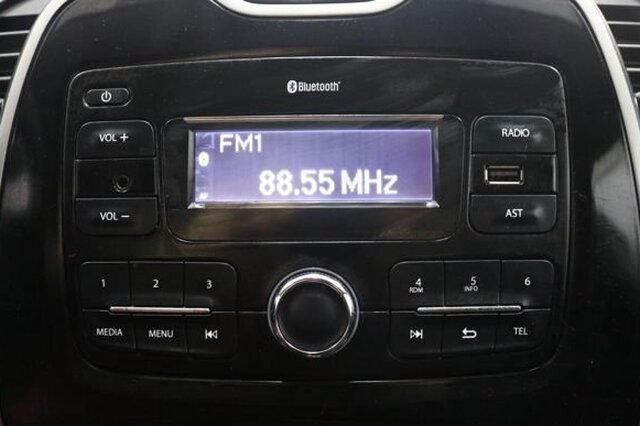 Bluetooth
VOL +
FM1
88.55 MHz
RADIO
VOL −
AST
1
2
3
4
RDM
5
INFO
6
MEDIA
MENU
TEL